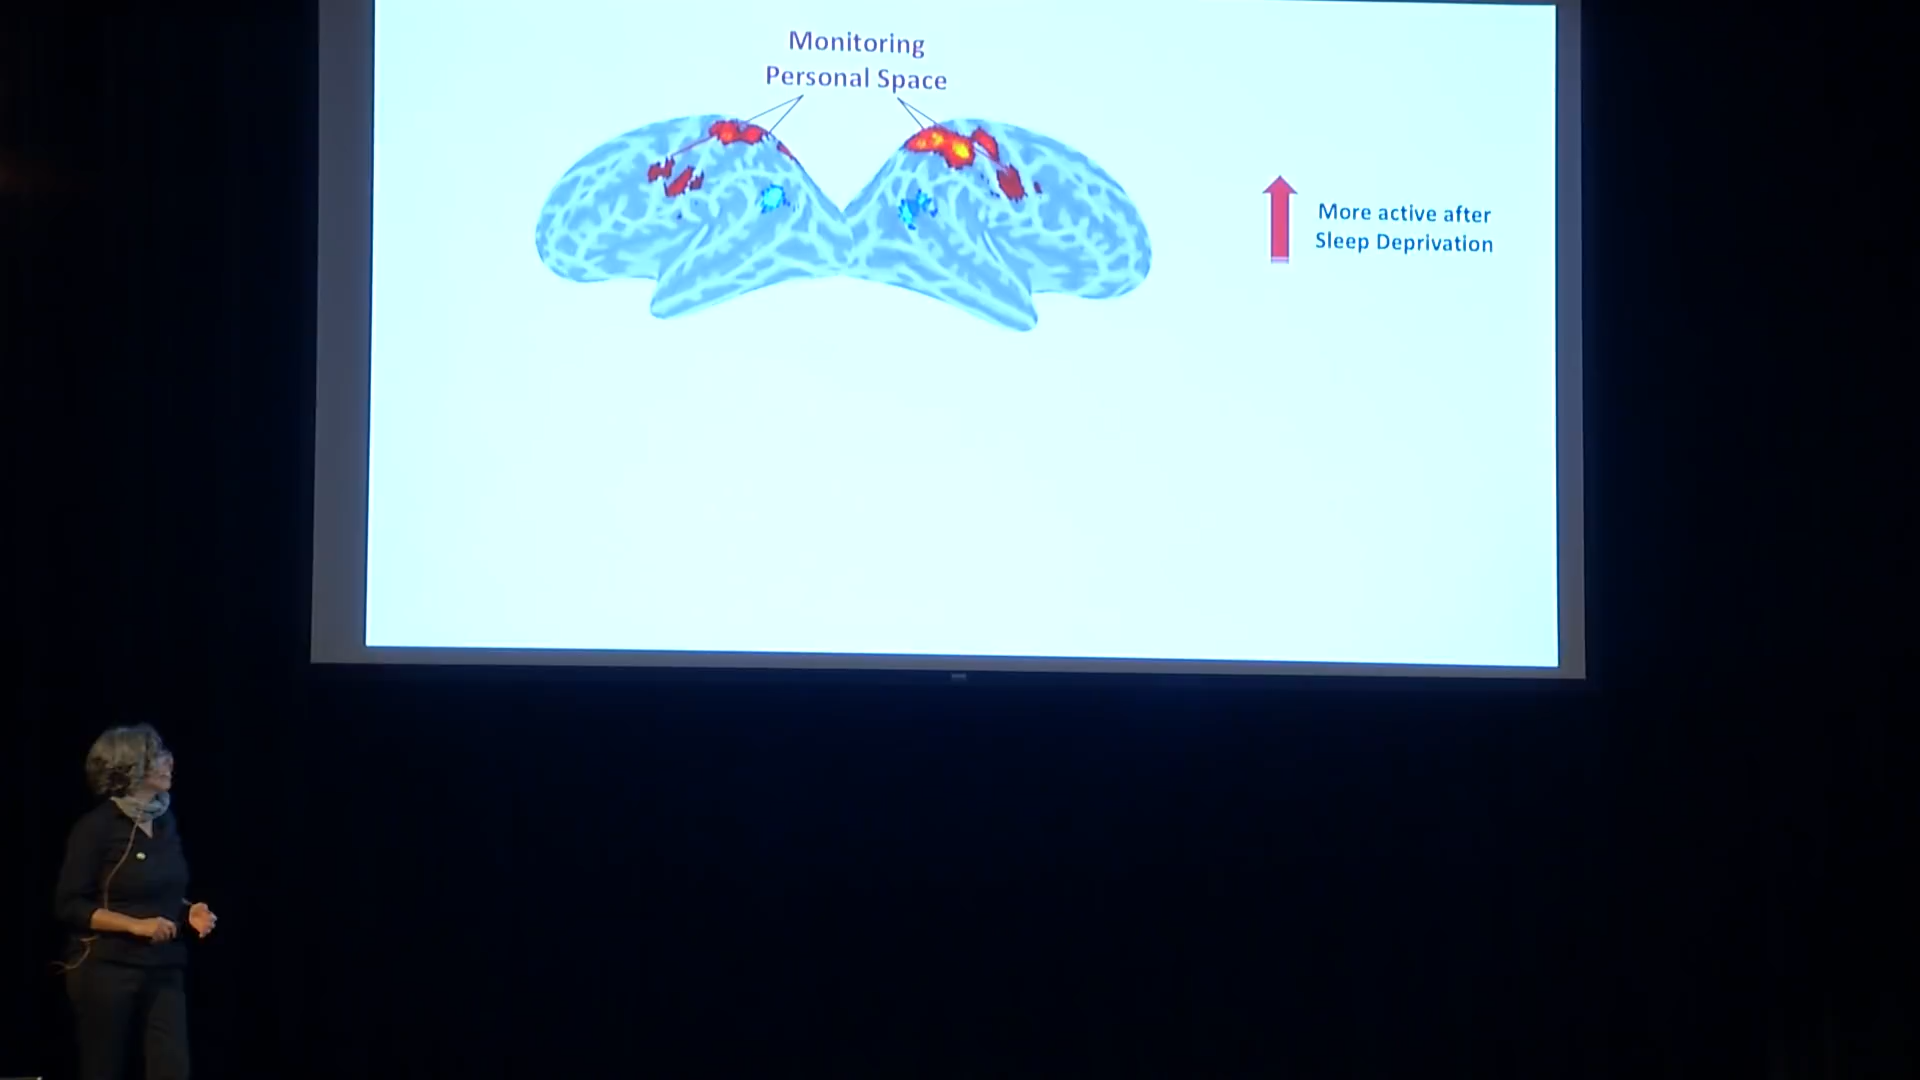 Monitoring
Personal Space
More active after
Sleep Deprivation